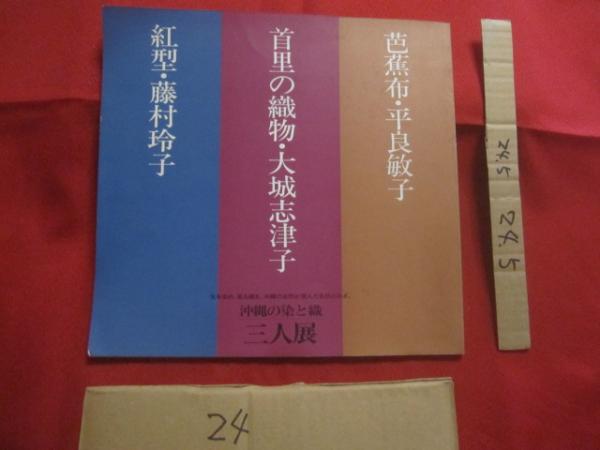 芭蕉布・平良敏子
首里の織物・大城志津子
紅型・藤村玲子
沖縄の染と織
三人展
24.5
24.5
24